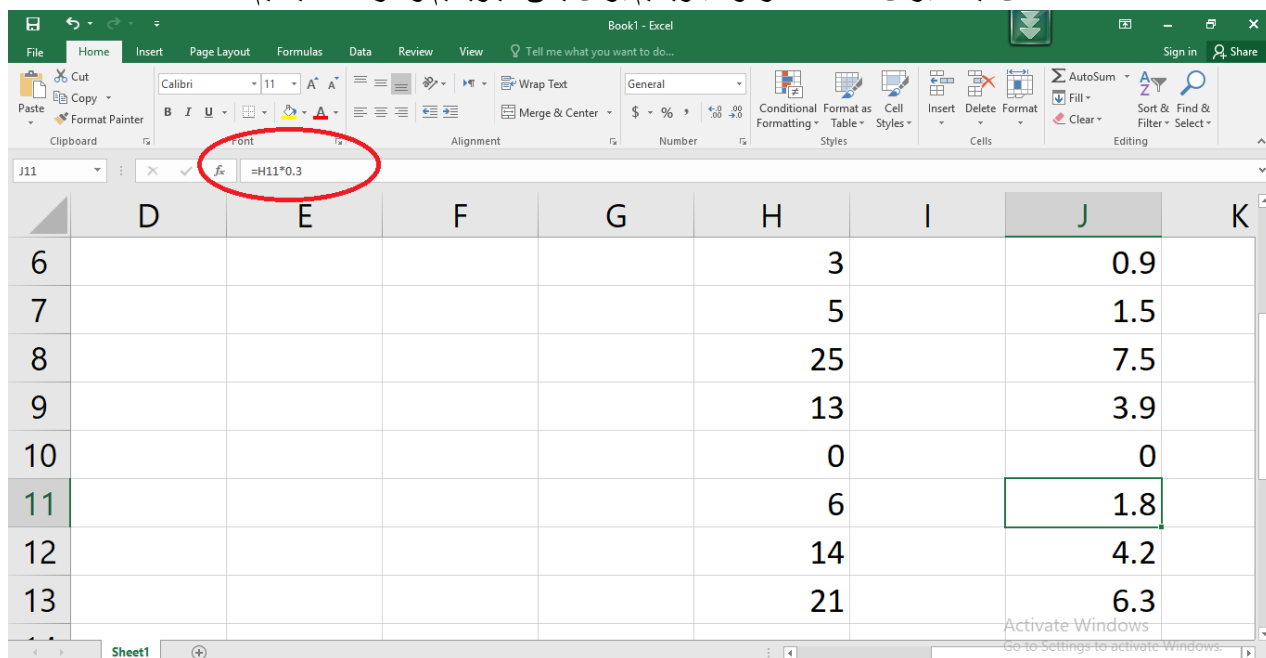 Book1 - Excel
File Home Insert Page Layout Formulas Data Review View Tell me what you want to do... Sign in Share
Paste Cut Copy Format Painter Clipboard
Calibri 11 A A B I U A Font
Wrap Text Merge & Center Alignment
General $ % , .0 .00 .00 .0 Number
Conditional Formatting Format as Table Cell Styles Styles
Insert Delete Format Cells
AutoSum Fill Clear Sort & Filter Find & Select Editing
J11 fx =H11*0.3
D E F G H I J K
6 3 0.9
7 5 1.5
8 25 7.5
9 13 3.9
10 0 0
11 6 1.8
12 14 4.2
13 21 6.3
Activate Windows
Go to Settings to activate Windows.
Sheet1